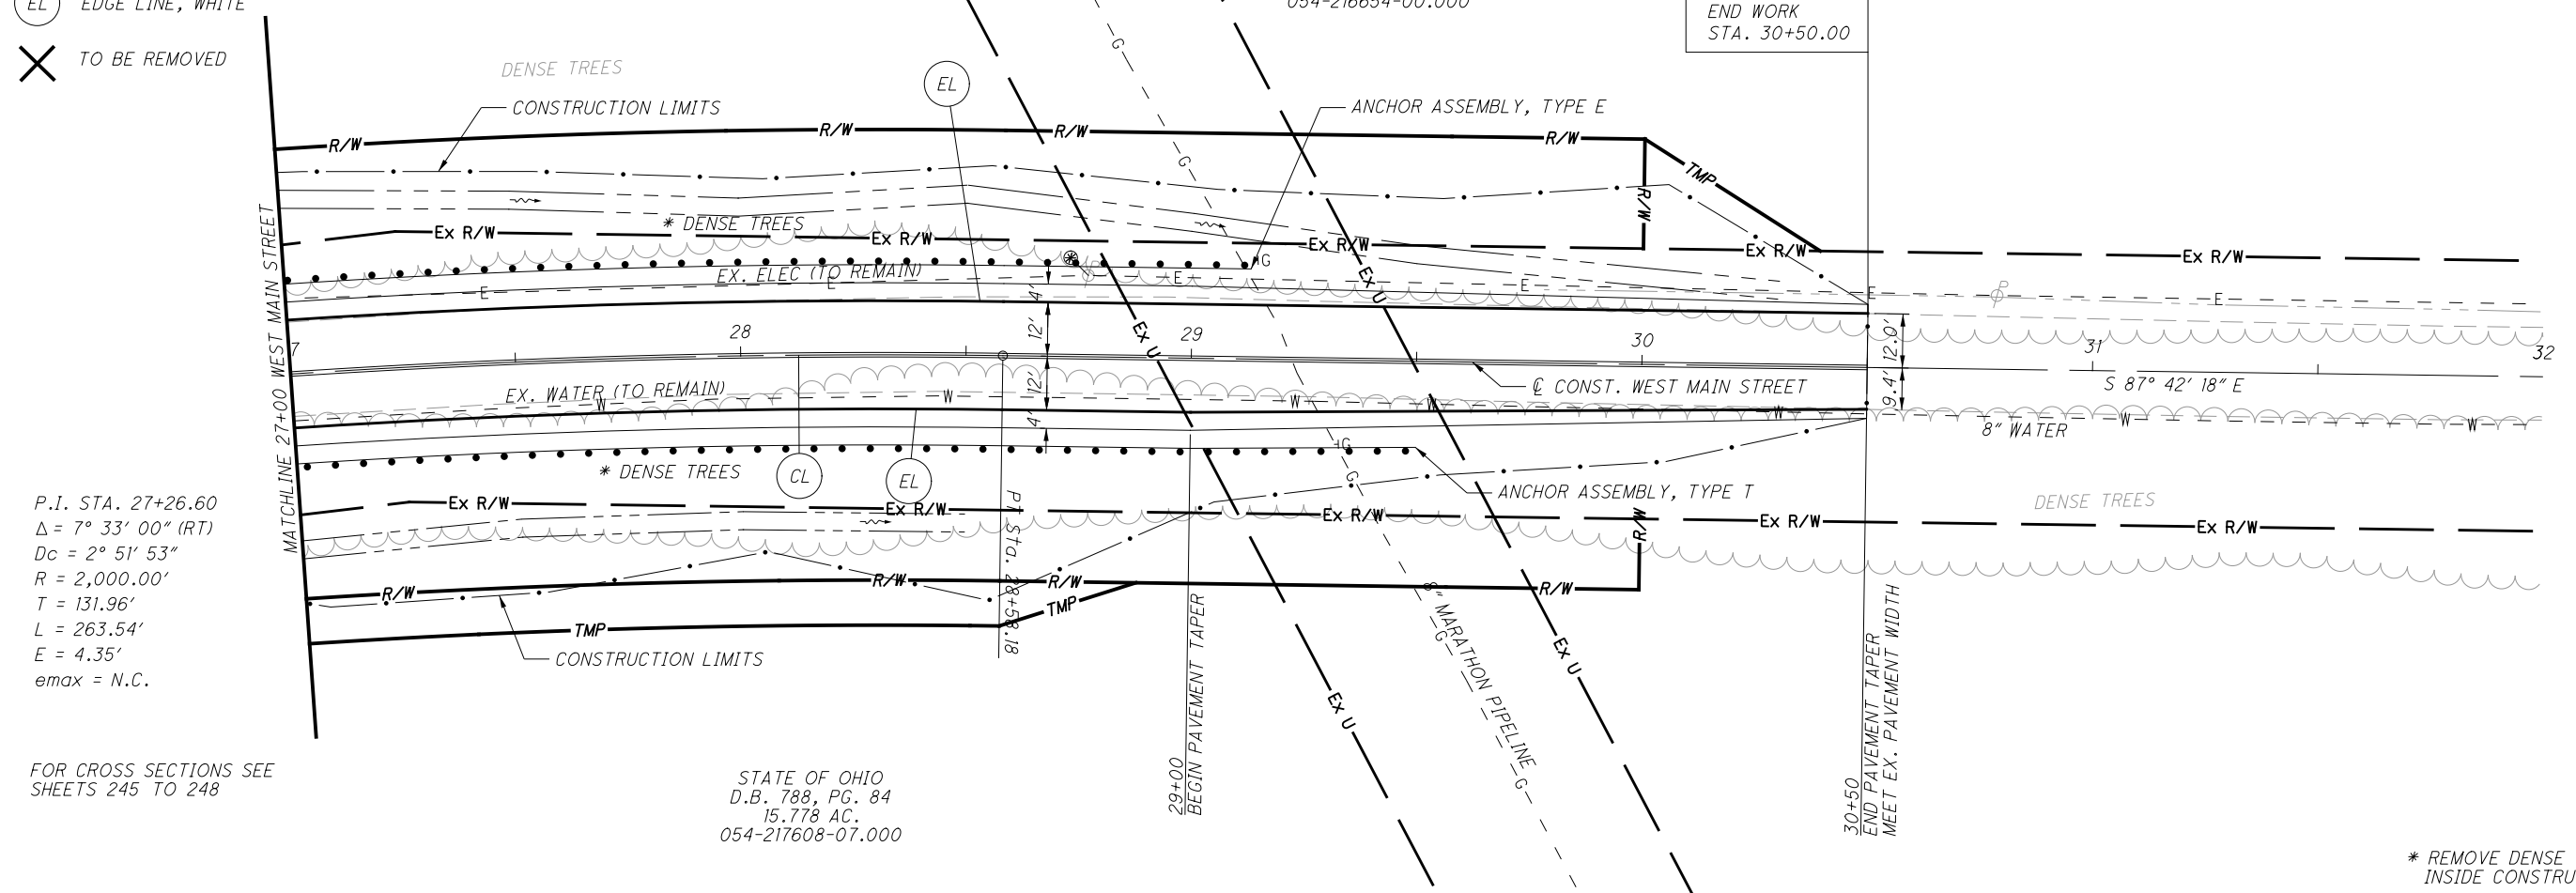 EL EDGE LINE, WHITE
TO BE REMOVED
054-216654-00.000
END WORK
STA. 30+50.00
DENSE TREES
CONSTRUCTION LIMITS
EL
ANCHOR ASSEMBLY, TYPE E
R/W
R/W
R/W
R/W
TMP
R/W
* DENSE TREES
Ex R/W
Ex R/W
Ex R/W
Ex R/W
Ex R/W
EX. ELEC (TO REMAIN)
E
E
E
E
E
E
G
G
G
Ex U
Ex U
4'
12'
12'
4'
28
29
30
31
32
7
12.0'
9.4'
MATCHLINE 27+00 WEST MAIN STREET
EX. WATER (TO REMAIN)
W
W
W
W
W
W
W
℄ CONST. WEST MAIN STREET
S 87° 42' 18" E
8" WATER
* DENSE TREES
CL
EL
G
G
ANCHOR ASSEMBLY, TYPE T
DENSE TREES
Ex R/W
Ex R/W
Ex R/W
Ex R/W
Ex R/W
R/W
P.I. STA. 27+26.60
Δ = 7° 33' 00" (RT)
Dc = 2° 51' 53"
R = 2,000.00'
T = 131.96'
L = 263.54'
E = 4.35'
emax = N.C.
R/W
R/W
R/W
R/W
TMP
TMP
CONSTRUCTION LIMITS
PT Sta. 28+58.18
29+00
BEGIN PAVEMENT TAPER
8" MARATHON PIPELINE
G
G
Ex U
Ex U
30+50
END PAVEMENT TAPER
MEET EX. PAVEMENT WIDTH
FOR CROSS SECTIONS SEE
SHEETS 245 TO 248
STATE OF OHIO
D.B. 788, PG. 84
15.778 AC.
054-217608-07.000
* REMOVE DENSE
INSIDE CONSTRU